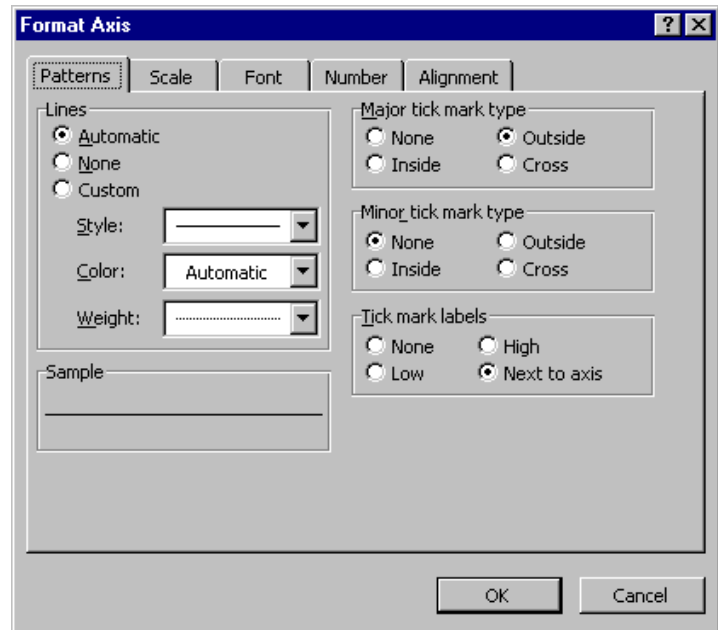 Format Axis
Patterns Scale Font Number Alignment
Lines
Automatic
None
Custom
Style:
Color: Automatic
Weight:
Sample
Major tick mark type
None Outside
Inside Cross
Minor tick mark type
None Outside
Inside Cross
Tick mark labels
None High
Low Next to axis
OK Cancel